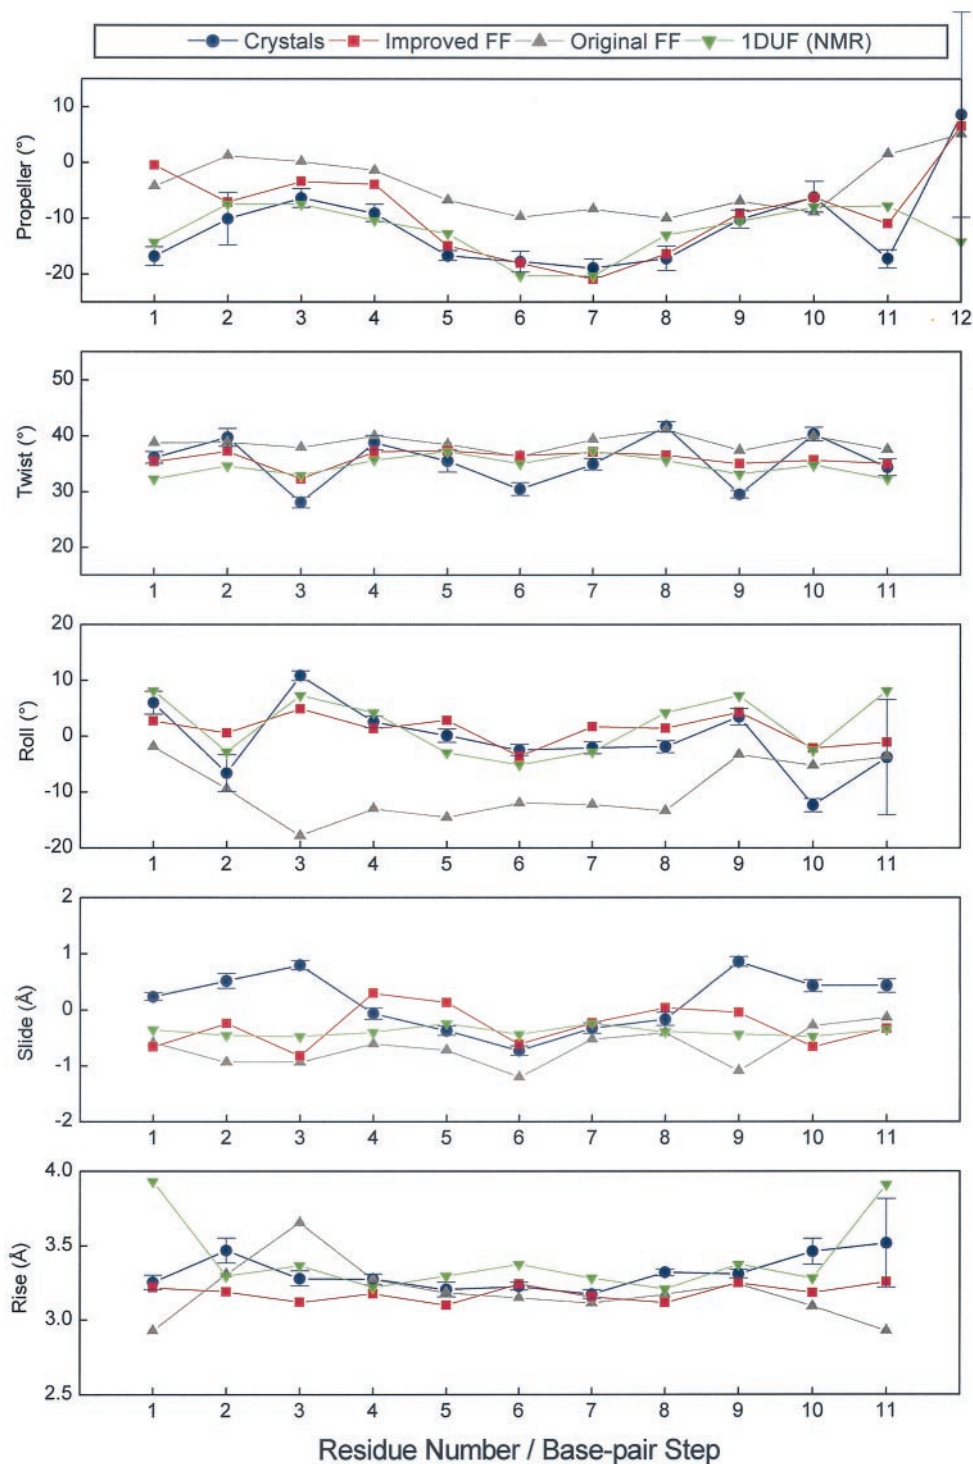 Crystals Improved FF Original FF 1DUF (NMR)
Propeller (°)
10
0
-10
-20
1 2 3 4 5 6 7 8 9 10 11 12
Twist (°)
50
40
30
20
1 2 3 4 5 6 7 8 9 10 11
Roll (°)
20
10
0
-10
-20
1 2 3 4 5 6 7 8 9 10 11
Slide (Å)
2
1
0
-1
-2
1 2 3 4 5 6 7 8 9 10 11
Rise (Å)
4.0
3.5
3.0
2.5
1 2 3 4 5 6 7 8 9 10 11
Residue Number / Base-pair Step